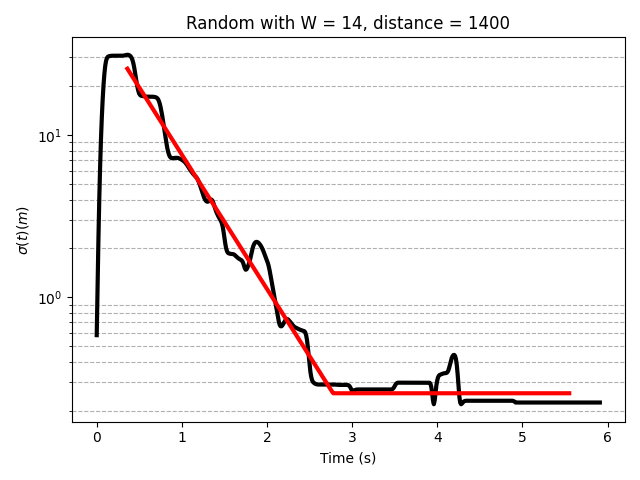 Random with W = 14, distance = 1400
σ(t)(m)
10¹
10⁰
0 1 2 3 4 5 6
Time (s)